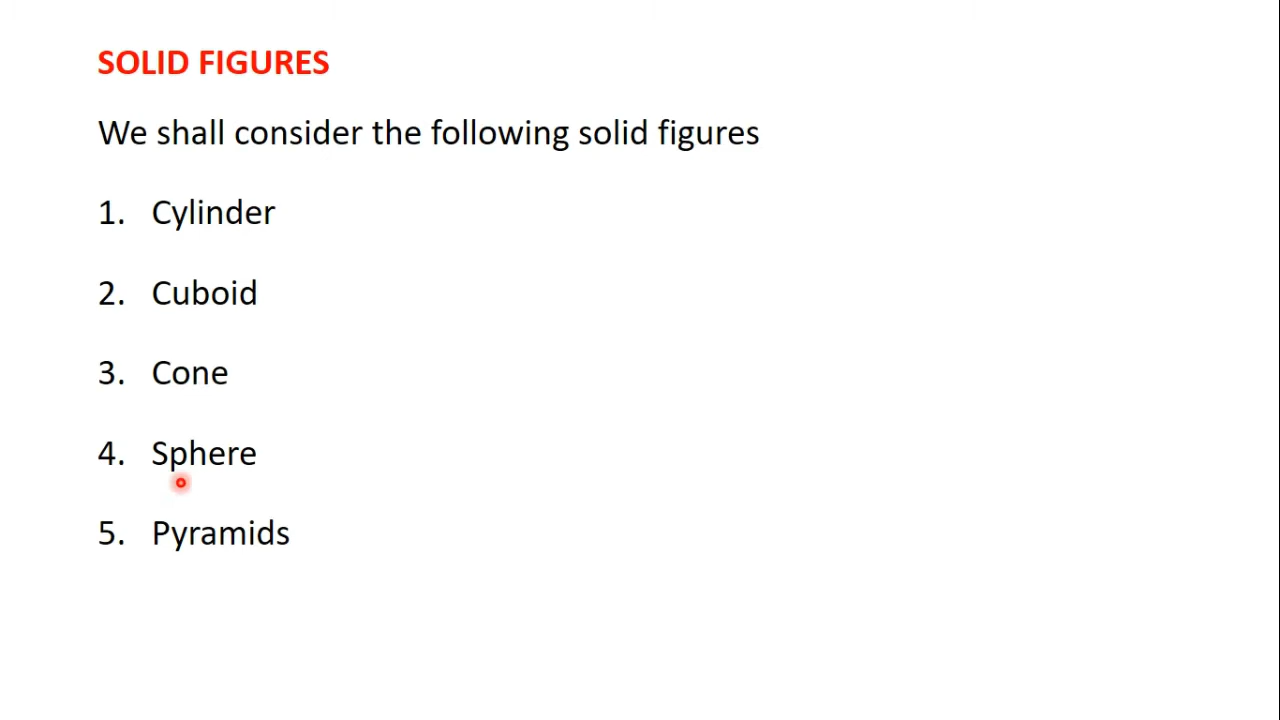 SOLID FIGURES
We shall consider the following solid figures
1. Cylinder
2. Cuboid
3. Cone
4. Sphere
5. Pyramids